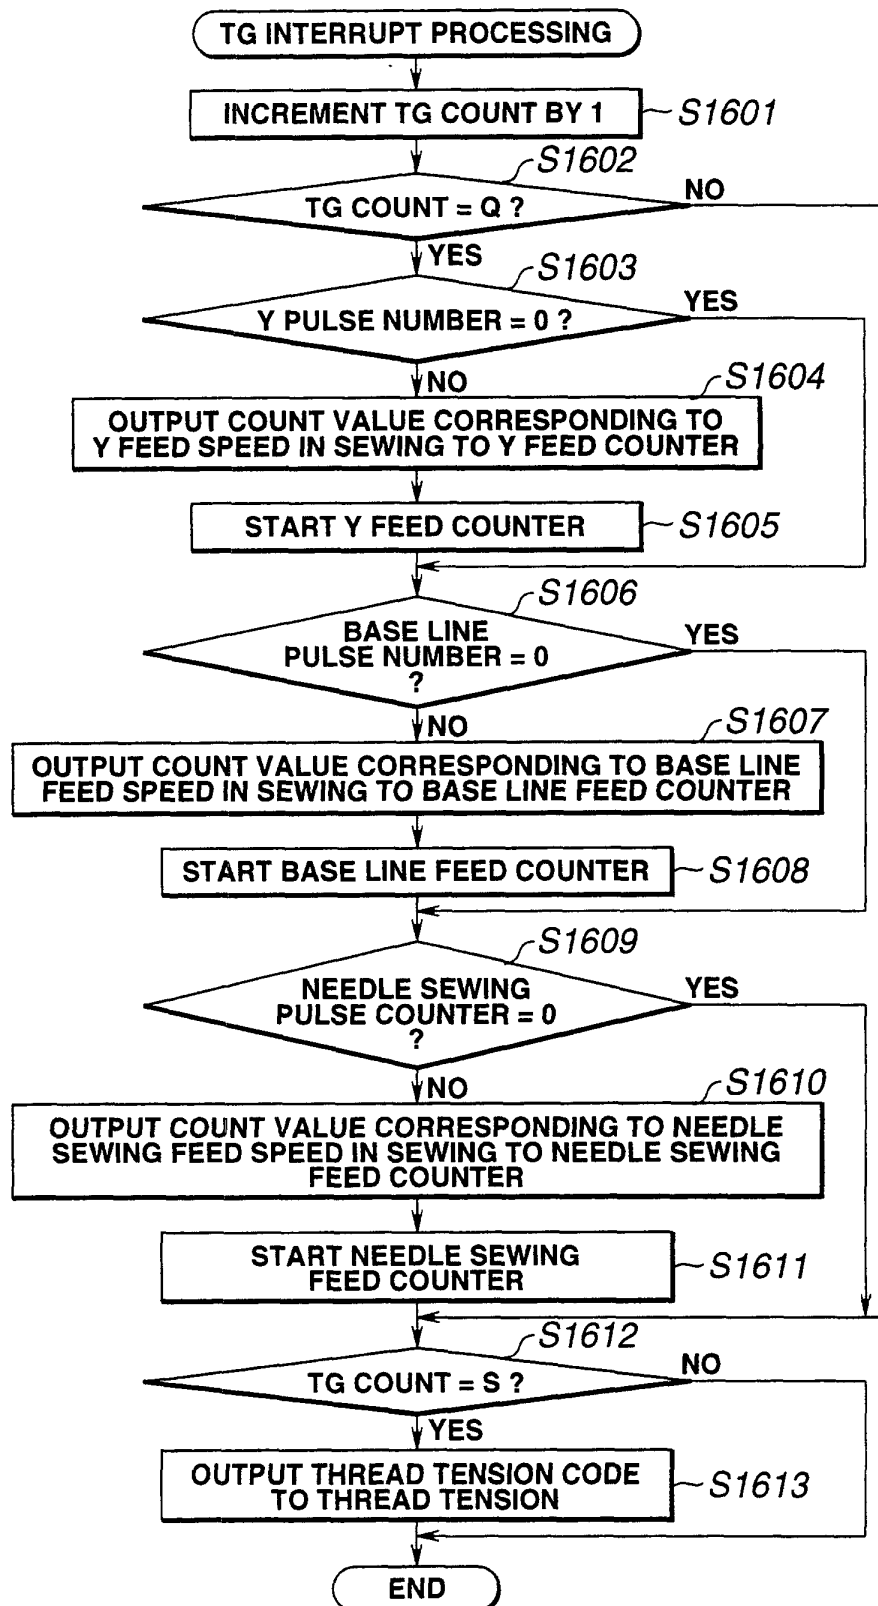 TG INTERRUPT PROCESSING
INCREMENT TG COUNT BY 1
S1601
S1602
TG COUNT = Q ?
NO
YES
S1603
Y PULSE NUMBER = 0 ?
YES
NO
S1604
OUTPUT COUNT VALUE CORRESPONDING TO
Y FEED SPEED IN SEWING TO Y FEED COUNTER
START Y FEED COUNTER
S1605
S1606
BASE LINE
PULSE NUMBER = 0
?
YES
NO
S1607
OUTPUT COUNT VALUE CORRESPONDING TO BASE LINE
FEED SPEED IN SEWING TO BASE LINE FEED COUNTER
START BASE LINE FEED COUNTER
S1608
S1609
NEEDLE SEWING
PULSE COUNTER = 0
?
YES
NO
S1610
OUTPUT COUNT VALUE CORRESPONDING TO NEEDLE
SEWING FEED SPEED IN SEWING TO NEEDLE SEWING
FEED COUNTER
START NEEDLE SEWING
FEED COUNTER
S1611
S1612
TG COUNT = S ?
NO
YES
OUTPUT THREAD TENSION CODE
TO THREAD TENSION
S1613
END